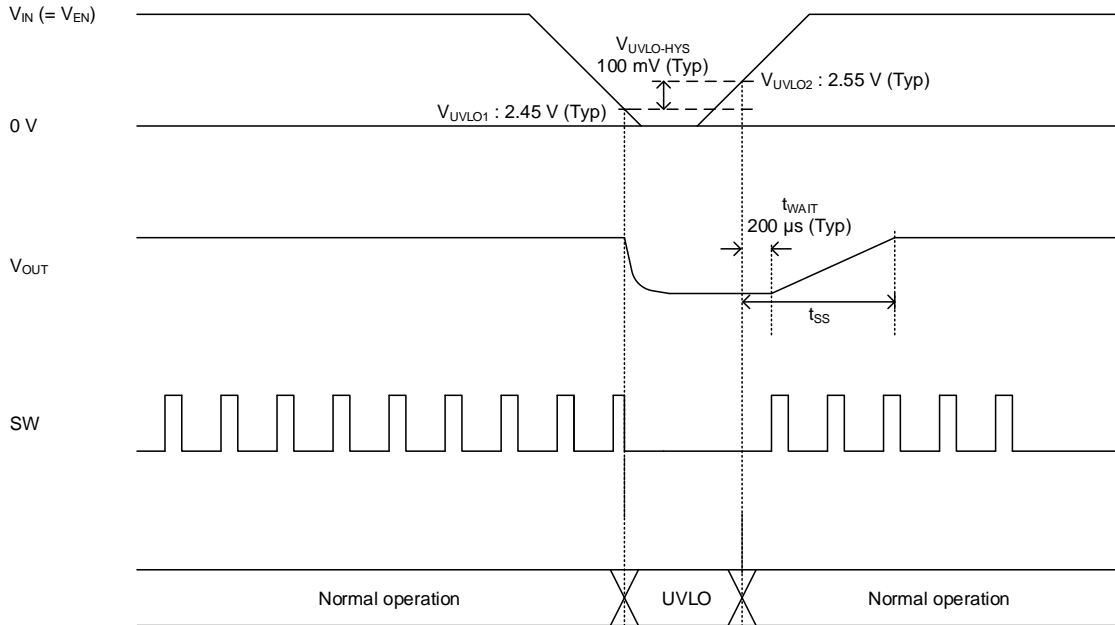 VIN (= VEN)
VUVLO-HYS
100 mV (Typ)
VUVLO2 : 2.55 V (Typ)
VUVLO1 : 2.45 V (Typ)
0 V
tWAIT
200 µs (Typ)
VOUT
tSS
SW
Normal operation
UVLO
Normal operation